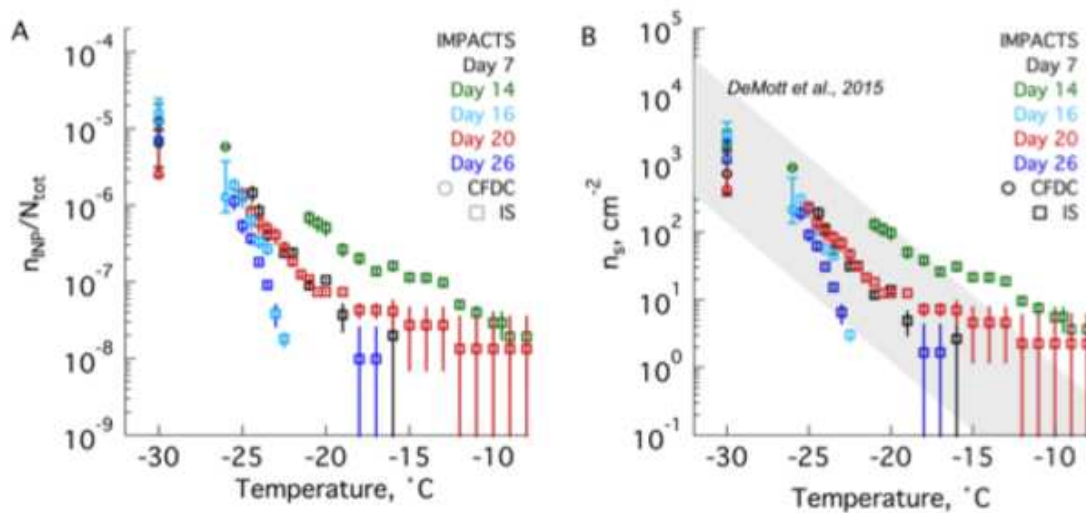 A
IMPACTS
Day 7
Day 14
Day 16
Day 20
Day 26
CFDC
IS
10^-4
10^-5
10^-6
10^-7
10^-8
10^-9
n_INP/N_tot
-30 -25 -20 -15 -10
Temperature, ˚C
B
DeMott et al., 2015
IMPACTS
Day 7
Day 14
Day 16
Day 20
Day 26
CFDC
IS
10^5
10^4
10^3
10^2
10^1
10^0
10^-1
n_s, cm^-2
-30 -25 -20 -15 -10
Temperature, ˚C